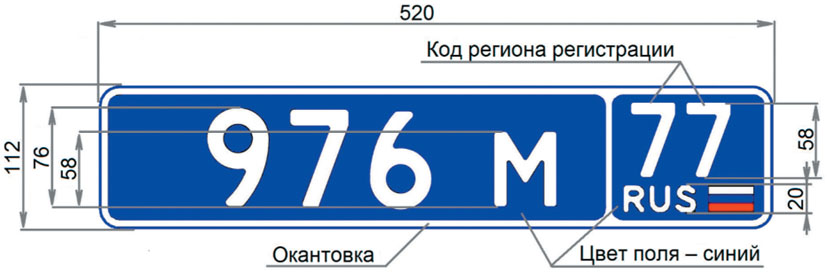 520
Код региона регистрации
112
76
58
976 М
77
RUS
58
20
Окантовка
Цвет поля – синий